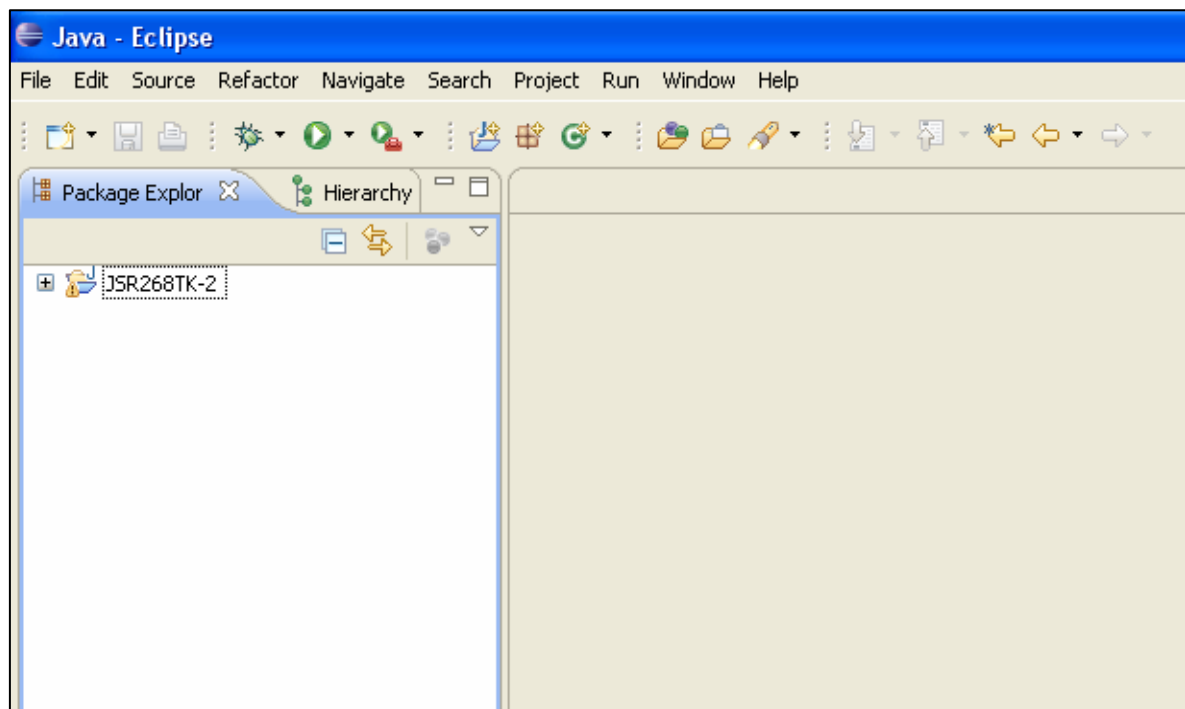 Java - Eclipse
File Edit Source Refactor Navigate Search Project Run Window Help
Package Explor Hierarchy
JSR268TK-2